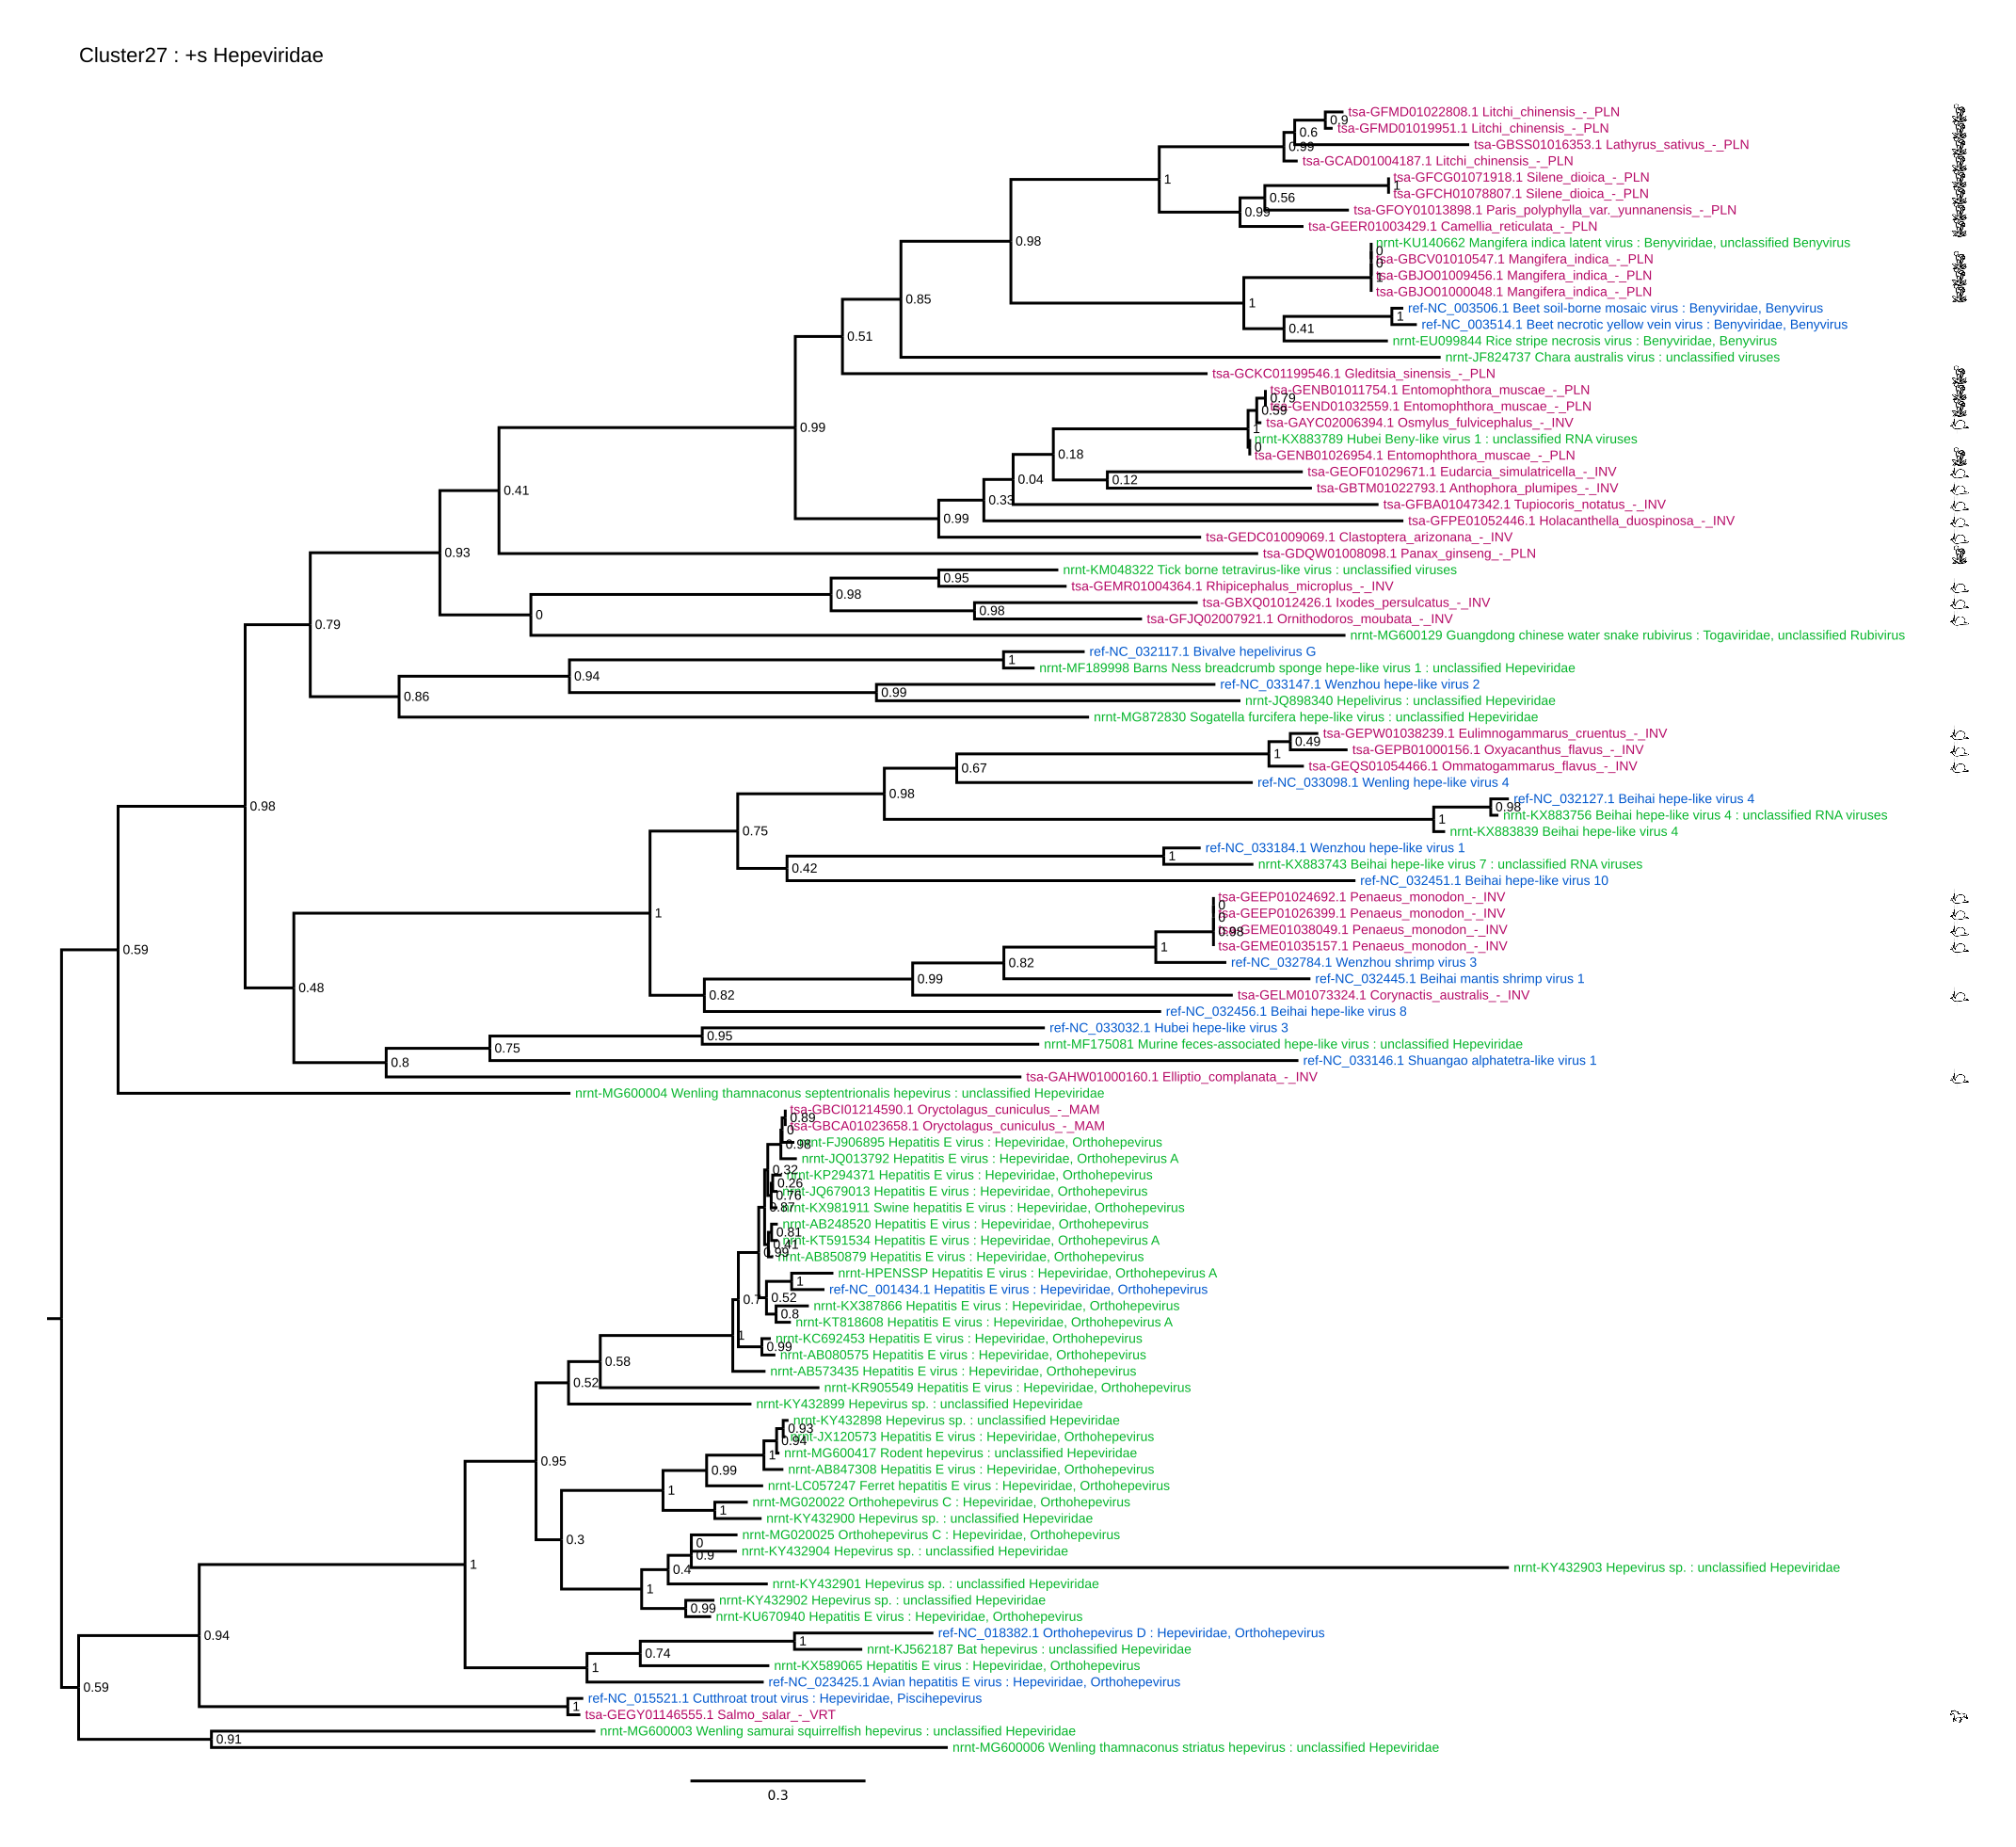 Cluster27 : +s Hepeviridae
tsa-GFMD01022808.1 Litchi_chinensis_-_PLN
0.9
tsa-GFMD01019951.1 Litchi_chinensis_-_PLN
0.6
tsa-GBSS01016353.1 Lathyrus_sativus_-_PLN
0.99
tsa-GCAD01004187.1 Litchi_chinensis_-_PLN
1
tsa-GFCG01071918.1 Silene_dioica_-_PLN
1
tsa-GFCH01078807.1 Silene_dioica_-_PLN
0.56
tsa-GFOY01013898.1 Paris_polyphylla_var._yunnanensis_-_PLN
0.99
tsa-GEER01003429.1 Camellia_reticulata_-_PLN
0.98
nrnt-KU140662 Mangifera indica latent virus : Benyviridae, unclassified Benyvirus
0
tsa-GBCV01010547.1 Mangifera_indica_-_PLN
0
tsa-GBJO01009456.1 Mangifera_indica_-_PLN
1
tsa-GBJO01000048.1 Mangifera_indica_-_PLN
0.85
1
ref-NC_003506.1 Beet soil-borne mosaic virus : Benyviridae, Benyvirus
1
ref-NC_003514.1 Beet necrotic yellow vein virus : Benyviridae, Benyvirus
0.41
nrnt-EU099844 Rice stripe necrosis virus : Benyviridae, Benyvirus
0.51
nrnt-JF824737 Chara australis virus : unclassified viruses
tsa-GCKC01199546.1 Gleditsia_sinensis_-_PLN
tsa-GENB01011754.1 Entomophthora_muscae_-_PLN
0.79
tsa-GEND01032559.1 Entomophthora_muscae_-_PLN
0.59
tsa-GAYC02006394.1 Osmylus_fulvicephalus_-_INV
0.99
1
nrnt-KX883789 Hubei Beny-like virus 1 : unclassified RNA viruses
0
tsa-GENB01026954.1 Entomophthora_muscae_-_PLN
0.18
tsa-GEOF01029671.1 Eudarcia_simulatricella_-_INV
0.04
0.12
tsa-GBTM01022793.1 Anthophora_plumipes_-_INV
0.41
0.33
tsa-GFBA01047342.1 Tupiocoris_notatus_-_INV
0.99
tsa-GFPE01052446.1 Holacanthella_duospinosa_-_INV
tsa-GEDC01009069.1 Clastoptera_arizonana_-_INV
0.93
tsa-GDQW01008098.1 Panax_ginseng_-_PLN
nrnt-KM048322 Tick borne tetravirus-like virus : unclassified viruses
0.95
tsa-GEMR01004364.1 Rhipicephalus_microplus_-_INV
0.98
tsa-GBXQ01012426.1 Ixodes_persulcatus_-_INV
0
0.98
tsa-GFJQ02007921.1 Ornithodoros_moubata_-_INV
0.79
nrnt-MG600129 Guangdong chinese water snake rubivirus : Togaviridae, unclassified Rubivirus
ref-NC_032117.1 Bivalve hepelivirus G
1
nrnt-MF189998 Barns Ness breadcrumb sponge hepe-like virus 1 : unclassified Hepeviridae
0.94
ref-NC_033147.1 Wenzhou hepe-like virus 2
0.86
0.99
nrnt-JQ898340 Hepelivirus : unclassified Hepeviridae
nrnt-MG872830 Sogatella furcifera hepe-like virus : unclassified Hepeviridae
tsa-GEPW01038239.1 Eulimnogammarus_cruentus_-_INV
0.49
tsa-GEPB01000156.1 Oxyacanthus_flavus_-_INV
1
tsa-GEQS01054466.1 Ommatogammarus_flavus_-_INV
0.67
ref-NC_033098.1 Wenling hepe-like virus 4
0.98
0.98
ref-NC_032127.1 Beihai hepe-like virus 4
0.98
nrnt-KX883756 Beihai hepe-like virus 4 : unclassified RNA viruses
1
nrnt-KX883839 Beihai hepe-like virus 4
0.75
ref-NC_033184.1 Wenzhou hepe-like virus 1
1
nrnt-KX883743 Beihai hepe-like virus 7 : unclassified RNA viruses
0.42
ref-NC_032451.1 Beihai hepe-like virus 10
tsa-GEEP01024692.1 Penaeus_monodon_-_INV
0
1
tsa-GEEP01026399.1 Penaeus_monodon_-_INV
0
tsa-GEME01038049.1 Penaeus_monodon_-_INV
0.98
tsa-GEME01035157.1 Penaeus_monodon_-_INV
1
0.59
ref-NC_032784.1 Wenzhou shrimp virus 3
0.82
ref-NC_032445.1 Beihai mantis shrimp virus 1
0.99
0.48
tsa-GELM01073324.1 Corynactis_australis_-_INV
0.82
ref-NC_032456.1 Beihai hepe-like virus 8
ref-NC_033032.1 Hubei hepe-like virus 3
0.95
nrnt-MF175081 Murine feces-associated hepe-like virus : unclassified Hepeviridae
0.75
ref-NC_033146.1 Shuangao alphatetra-like virus 1
0.8
tsa-GAHW01000160.1 Elliptio_complanata_-_INV
nrnt-MG600004 Wenling thamnaconus septentrionalis hepevirus : unclassified Hepeviridae
tsa-GBCI01214590.1 Oryctolagus_cuniculus_-_MAM
0.89
tsa-GBCA01023658.1 Oryctolagus_cuniculus_-_MAM
0
nrnt-FJ906895 Hepatitis E virus : Hepeviridae, Orthohepevirus
0.98
nrnt-JQ013792 Hepatitis E virus : Hepeviridae, Orthohepevirus A
0.32
nrnt-KP294371 Hepatitis E virus : Hepeviridae, Orthohepevirus
0.26
nrnt-JQ679013 Hepatitis E virus : Hepeviridae, Orthohepevirus
0.76
nrnt-KX981911 Swine hepatitis E virus : Hepeviridae, Orthohepevirus
0.87
nrnt-AB248520 Hepatitis E virus : Hepeviridae, Orthohepevirus
0.81
nrnt-KT591534 Hepatitis E virus : Hepeviridae, Orthohepevirus A
0.41
0.99
nrnt-AB850879 Hepatitis E virus : Hepeviridae, Orthohepevirus
nrnt-HPENSSP Hepatitis E virus : Hepeviridae, Orthohepevirus A
1
ref-NC_001434.1 Hepatitis E virus : Hepeviridae, Orthohepevirus
0.7
0.52
nrnt-KX387866 Hepatitis E virus : Hepeviridae, Orthohepevirus
0.8
nrnt-KT818608 Hepatitis E virus : Hepeviridae, Orthohepevirus A
1
nrnt-KC692453 Hepatitis E virus : Hepeviridae, Orthohepevirus
0.99
nrnt-AB080575 Hepatitis E virus : Hepeviridae, Orthohepevirus
0.58
nrnt-AB573435 Hepatitis E virus : Hepeviridae, Orthohepevirus
0.52
nrnt-KR905549 Hepatitis E virus : Hepeviridae, Orthohepevirus
nrnt-KY432899 Hepevirus sp. : unclassified Hepeviridae
nrnt-KY432898 Hepevirus sp. : unclassified Hepeviridae
0.93
nrnt-JX120573 Hepatitis E virus : Hepeviridae, Orthohepevirus
0.94
nrnt-MG600417 Rodent hepevirus : unclassified Hepeviridae
1
0.95
nrnt-AB847308 Hepatitis E virus : Hepeviridae, Orthohepevirus
0.99
nrnt-LC057247 Ferret hepatitis E virus : Hepeviridae, Orthohepevirus
1
nrnt-MG020022 Orthohepevirus C : Hepeviridae, Orthohepevirus
1
nrnt-KY432900 Hepevirus sp. : unclassified Hepeviridae
0.3
nrnt-MG020025 Orthohepevirus C : Hepeviridae, Orthohepevirus
0
nrnt-KY432904 Hepevirus sp. : unclassified Hepeviridae
0.9
1
nrnt-KY432903 Hepevirus sp. : unclassified Hepeviridae
0.4
nrnt-KY432901 Hepevirus sp. : unclassified Hepeviridae
1
nrnt-KY432902 Hepevirus sp. : unclassified Hepeviridae
0.99
nrnt-KU670940 Hepatitis E virus : Hepeviridae, Orthohepevirus
0.94
ref-NC_018382.1 Orthohepevirus D : Hepeviridae, Orthohepevirus
1
nrnt-KJ562187 Bat hepevirus : unclassified Hepeviridae
0.74
nrnt-KX589065 Hepatitis E virus : Hepeviridae, Orthohepevirus
1
ref-NC_023425.1 Avian hepatitis E virus : Hepeviridae, Orthohepevirus
0.59
ref-NC_015521.1 Cutthroat trout virus : Hepeviridae, Piscihepevirus
1
tsa-GEGY01146555.1 Salmo_salar_-_VRT
nrnt-MG600003 Wenling samurai squirrelfish hepevirus : unclassified Hepeviridae
0.91
nrnt-MG600006 Wenling thamnaconus striatus hepevirus : unclassified Hepeviridae
0.3